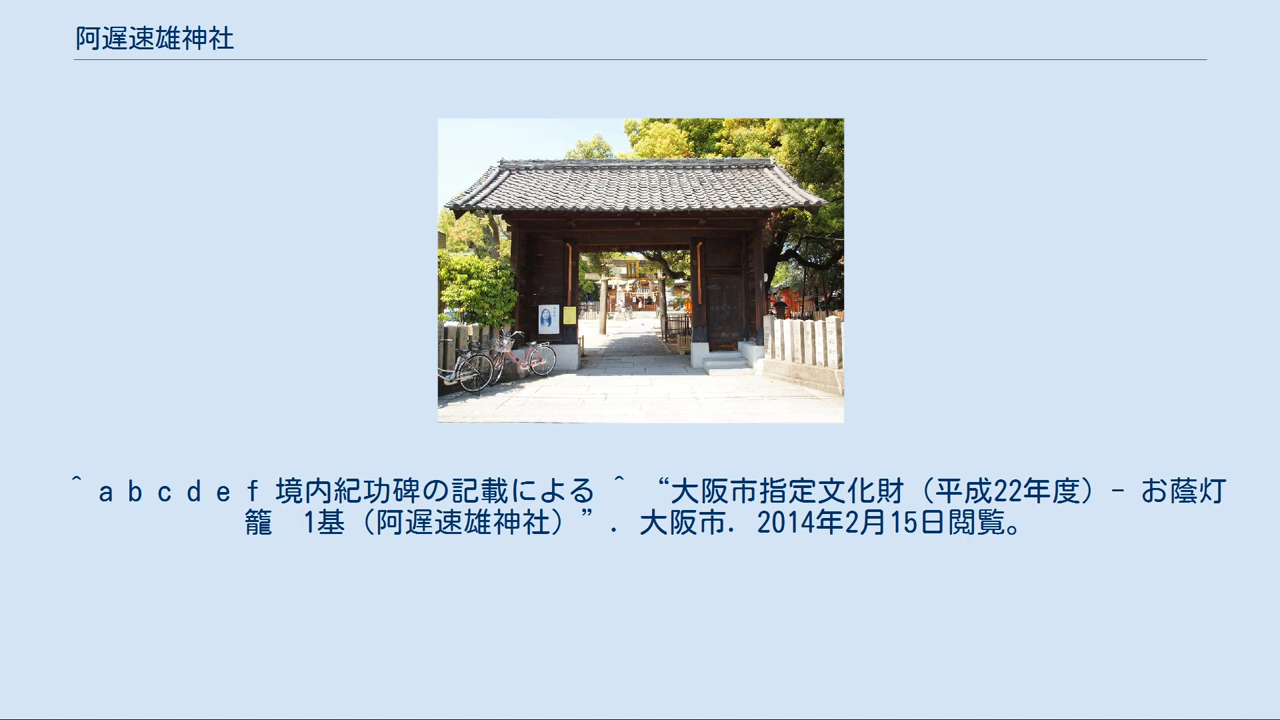 阿遅速雄神社
^ a b c d e f 境内紀功碑の記載による ^ “大阪市指定文化財（平成22年度）- お蔭灯
籠　1基（阿遅速雄神社）”. 大阪市. 2014年2月15日閲覧。